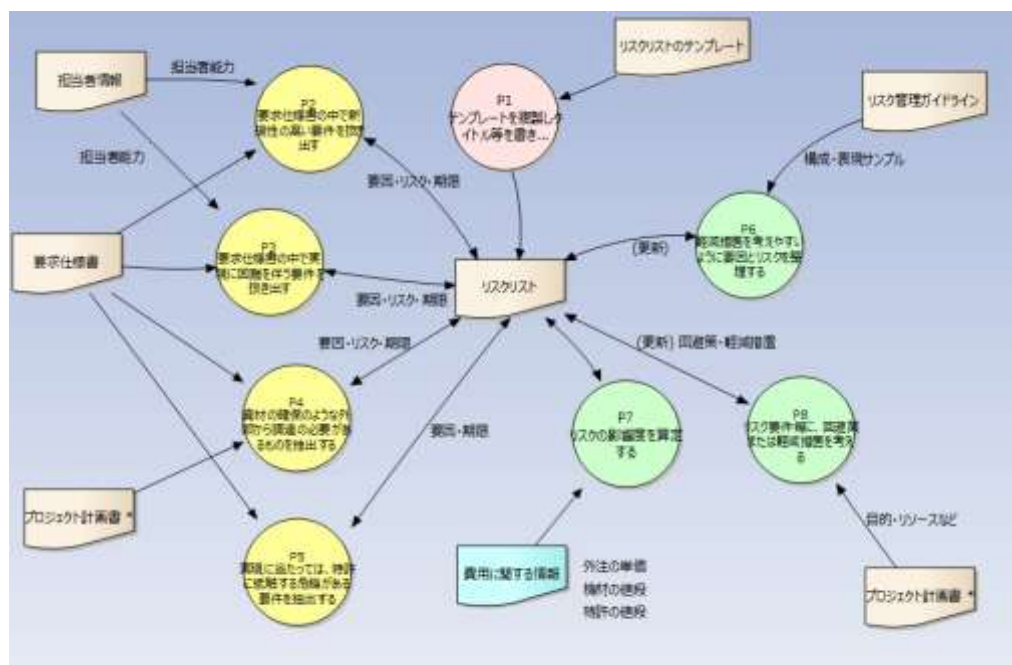 リスクリストのテンプレート
担当者情報
担当者能力
P2
要求仕様書の中で新
規性の高い要件を抜き
出す
P1
テンプレートを複製しタ
イトル等を書き...
リスク管理ガイドライン
担当者能力
構成・表現サンプル
要因・リスク・期限
P6
軽減措置を考えやすい
ように要因とリスクを整
理する
要求仕様書
P3
要求仕様書の中で実
現に困難を伴う要件を
抜き出す
(更新)
リスクリスト
要因・リスク・期限
要因・リスク・期限
(更新) 回避策・軽減措置
P4
資材の確保のような外
部から調達の必要があ
るものを抽出する
要因・期限
P7
リスクの影響度を算定
する
P8
リスク要件毎に、回避策
または軽減措置を考え
る
プロジェクト計画書 *
目的・リソースなど
P5
実現に当たっては、特許
に抵触する危険がある
要件を抽出する
費用に関する情報
外注の単価
機材の値段
特許の値段
プロジェクト計画書 *